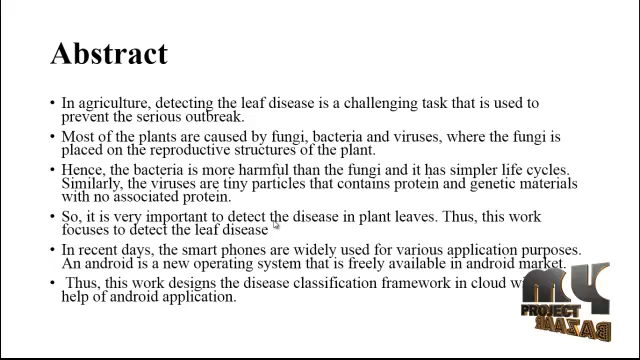 Abstract
• In agriculture, detecting the leaf disease is a challenging task that is used to
prevent the serious outbreak.
• Most of the plants are caused by fungi, bacteria and viruses, where the fungi is
placed on the reproductive structures of the plant.
• Hence, the bacteria is more harmful than the fungi and it has simpler life cycles.
Similarly, the viruses are tiny particles that contains protein and genetic materials
with no associated protein.
• So, it is very important to detect the disease in plant leaves. Thus, this work
focuses to detect the leaf disease
• In recent days, the smart phones are widely used for various application purposes.
An android is a new operating system that is freely available in android market.
• Thus, this work designs the disease classification framework in cloud
help of android application.
MY
PROJECT
BAZAAR